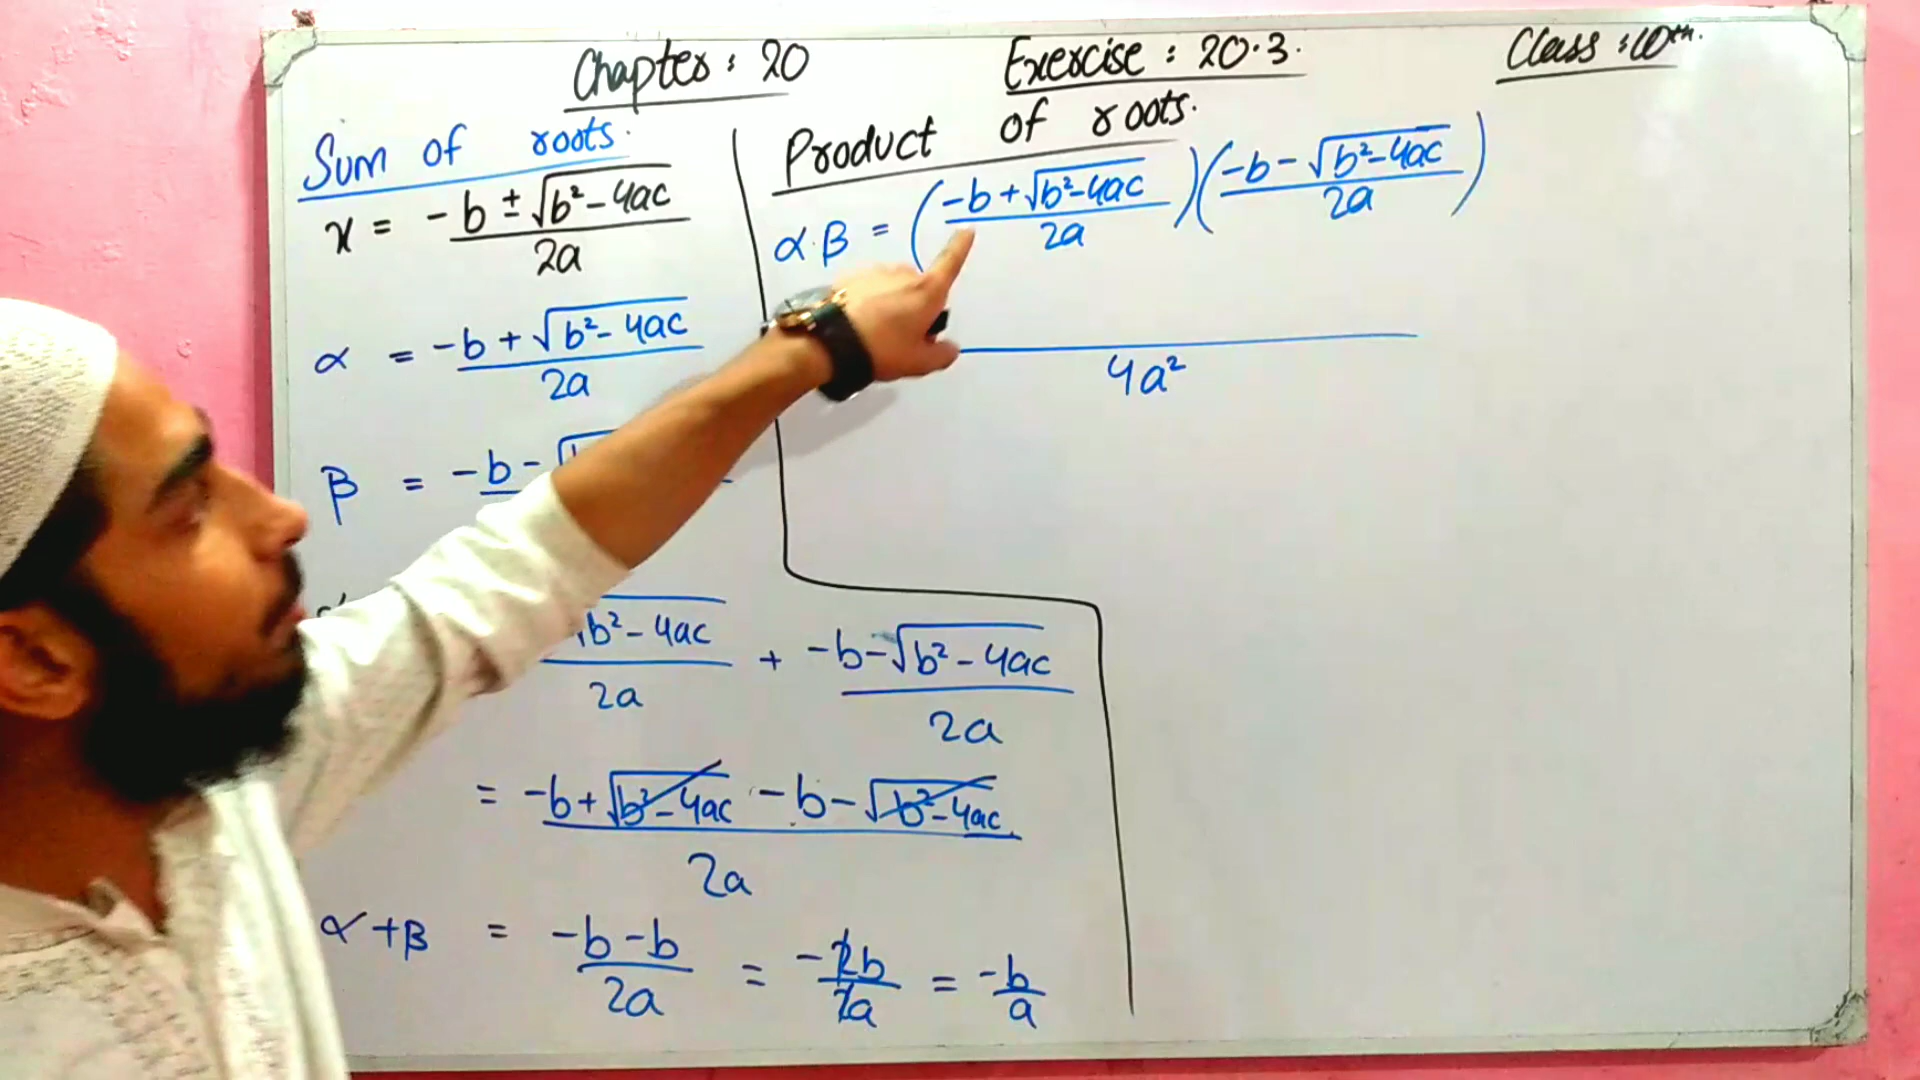 Chapter : 20 Exercise : 20.3. Class : 10th.
Sum of roots.
x = -b ± √b²-4ac / 2a
α = -b + √b²-4ac / 2a
β = -b - √
b²-4ac / 2a + -b-√b²-4ac / 2a
= -b+√b²-4ac -b-√b²-4ac / 2a
α+β = -b-b / 2a = -2b / 2a = -b / a
Product of roots.
α.β = (-b+√b²-4ac / 2a)(-b-√b²-4ac / 2a)
4a²